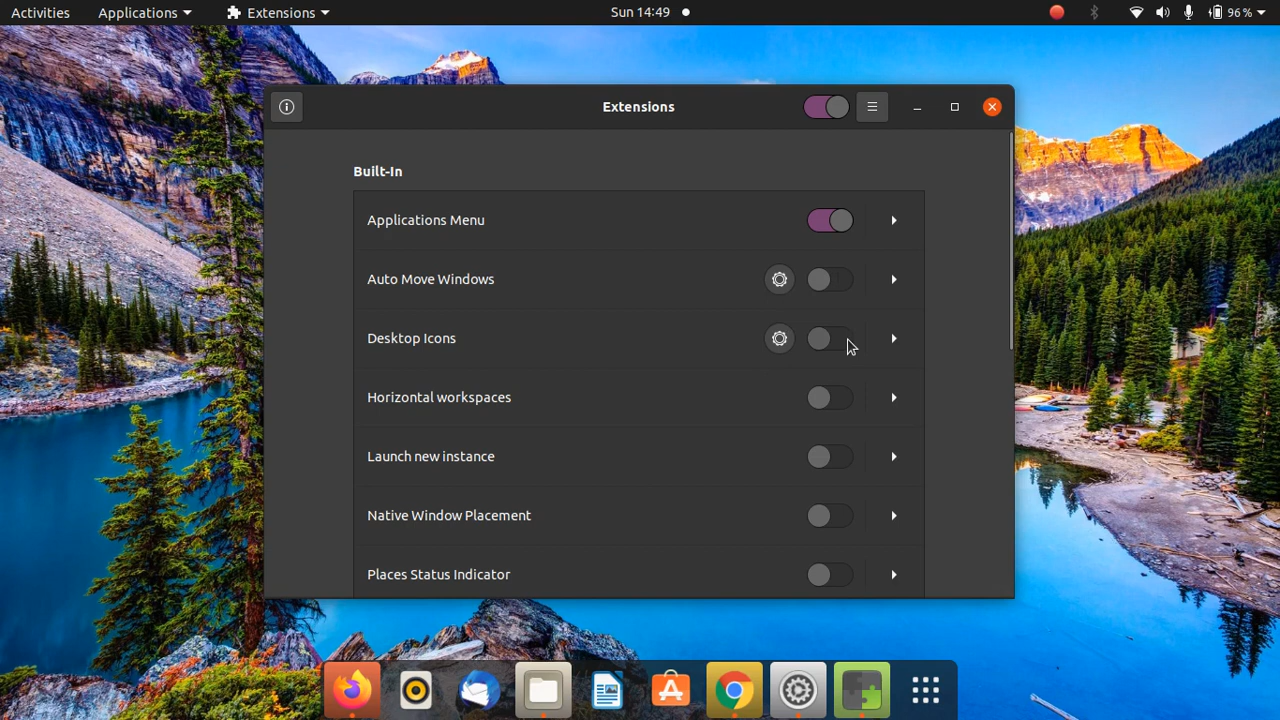 Activities Applications Extensions Sun 14:49 96 %
Extensions
Built-In
Applications Menu
Auto Move Windows
Desktop Icons
Horizontal workspaces
Launch new instance
Native Window Placement
Places Status Indicator